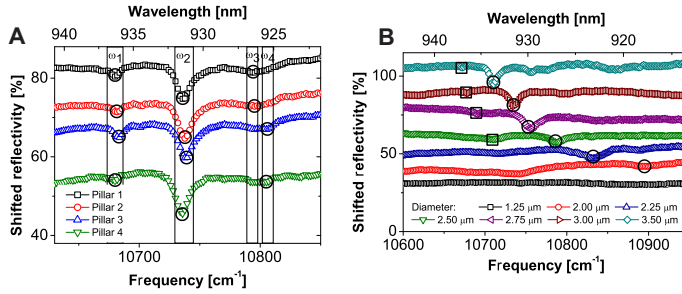 A
Wavelength [nm]
940 935 930 925
ω1 ω2 ω3 ω4
Shifted reflectivity [%]
80
60
40
Pillar 1
Pillar 2
Pillar 3
Pillar 4
10700 10800
Frequency [cm⁻¹]
B
Wavelength [nm]
940 930 920
Shifted reflectivity [%]
100
50
0
Diameter: 1.25 μm 2.00 μm 2.25 μm
2.50 μm 2.75 μm 3.00 μm 3.50 μm
10600 10700 10800 10900
Frequency [cm⁻¹]